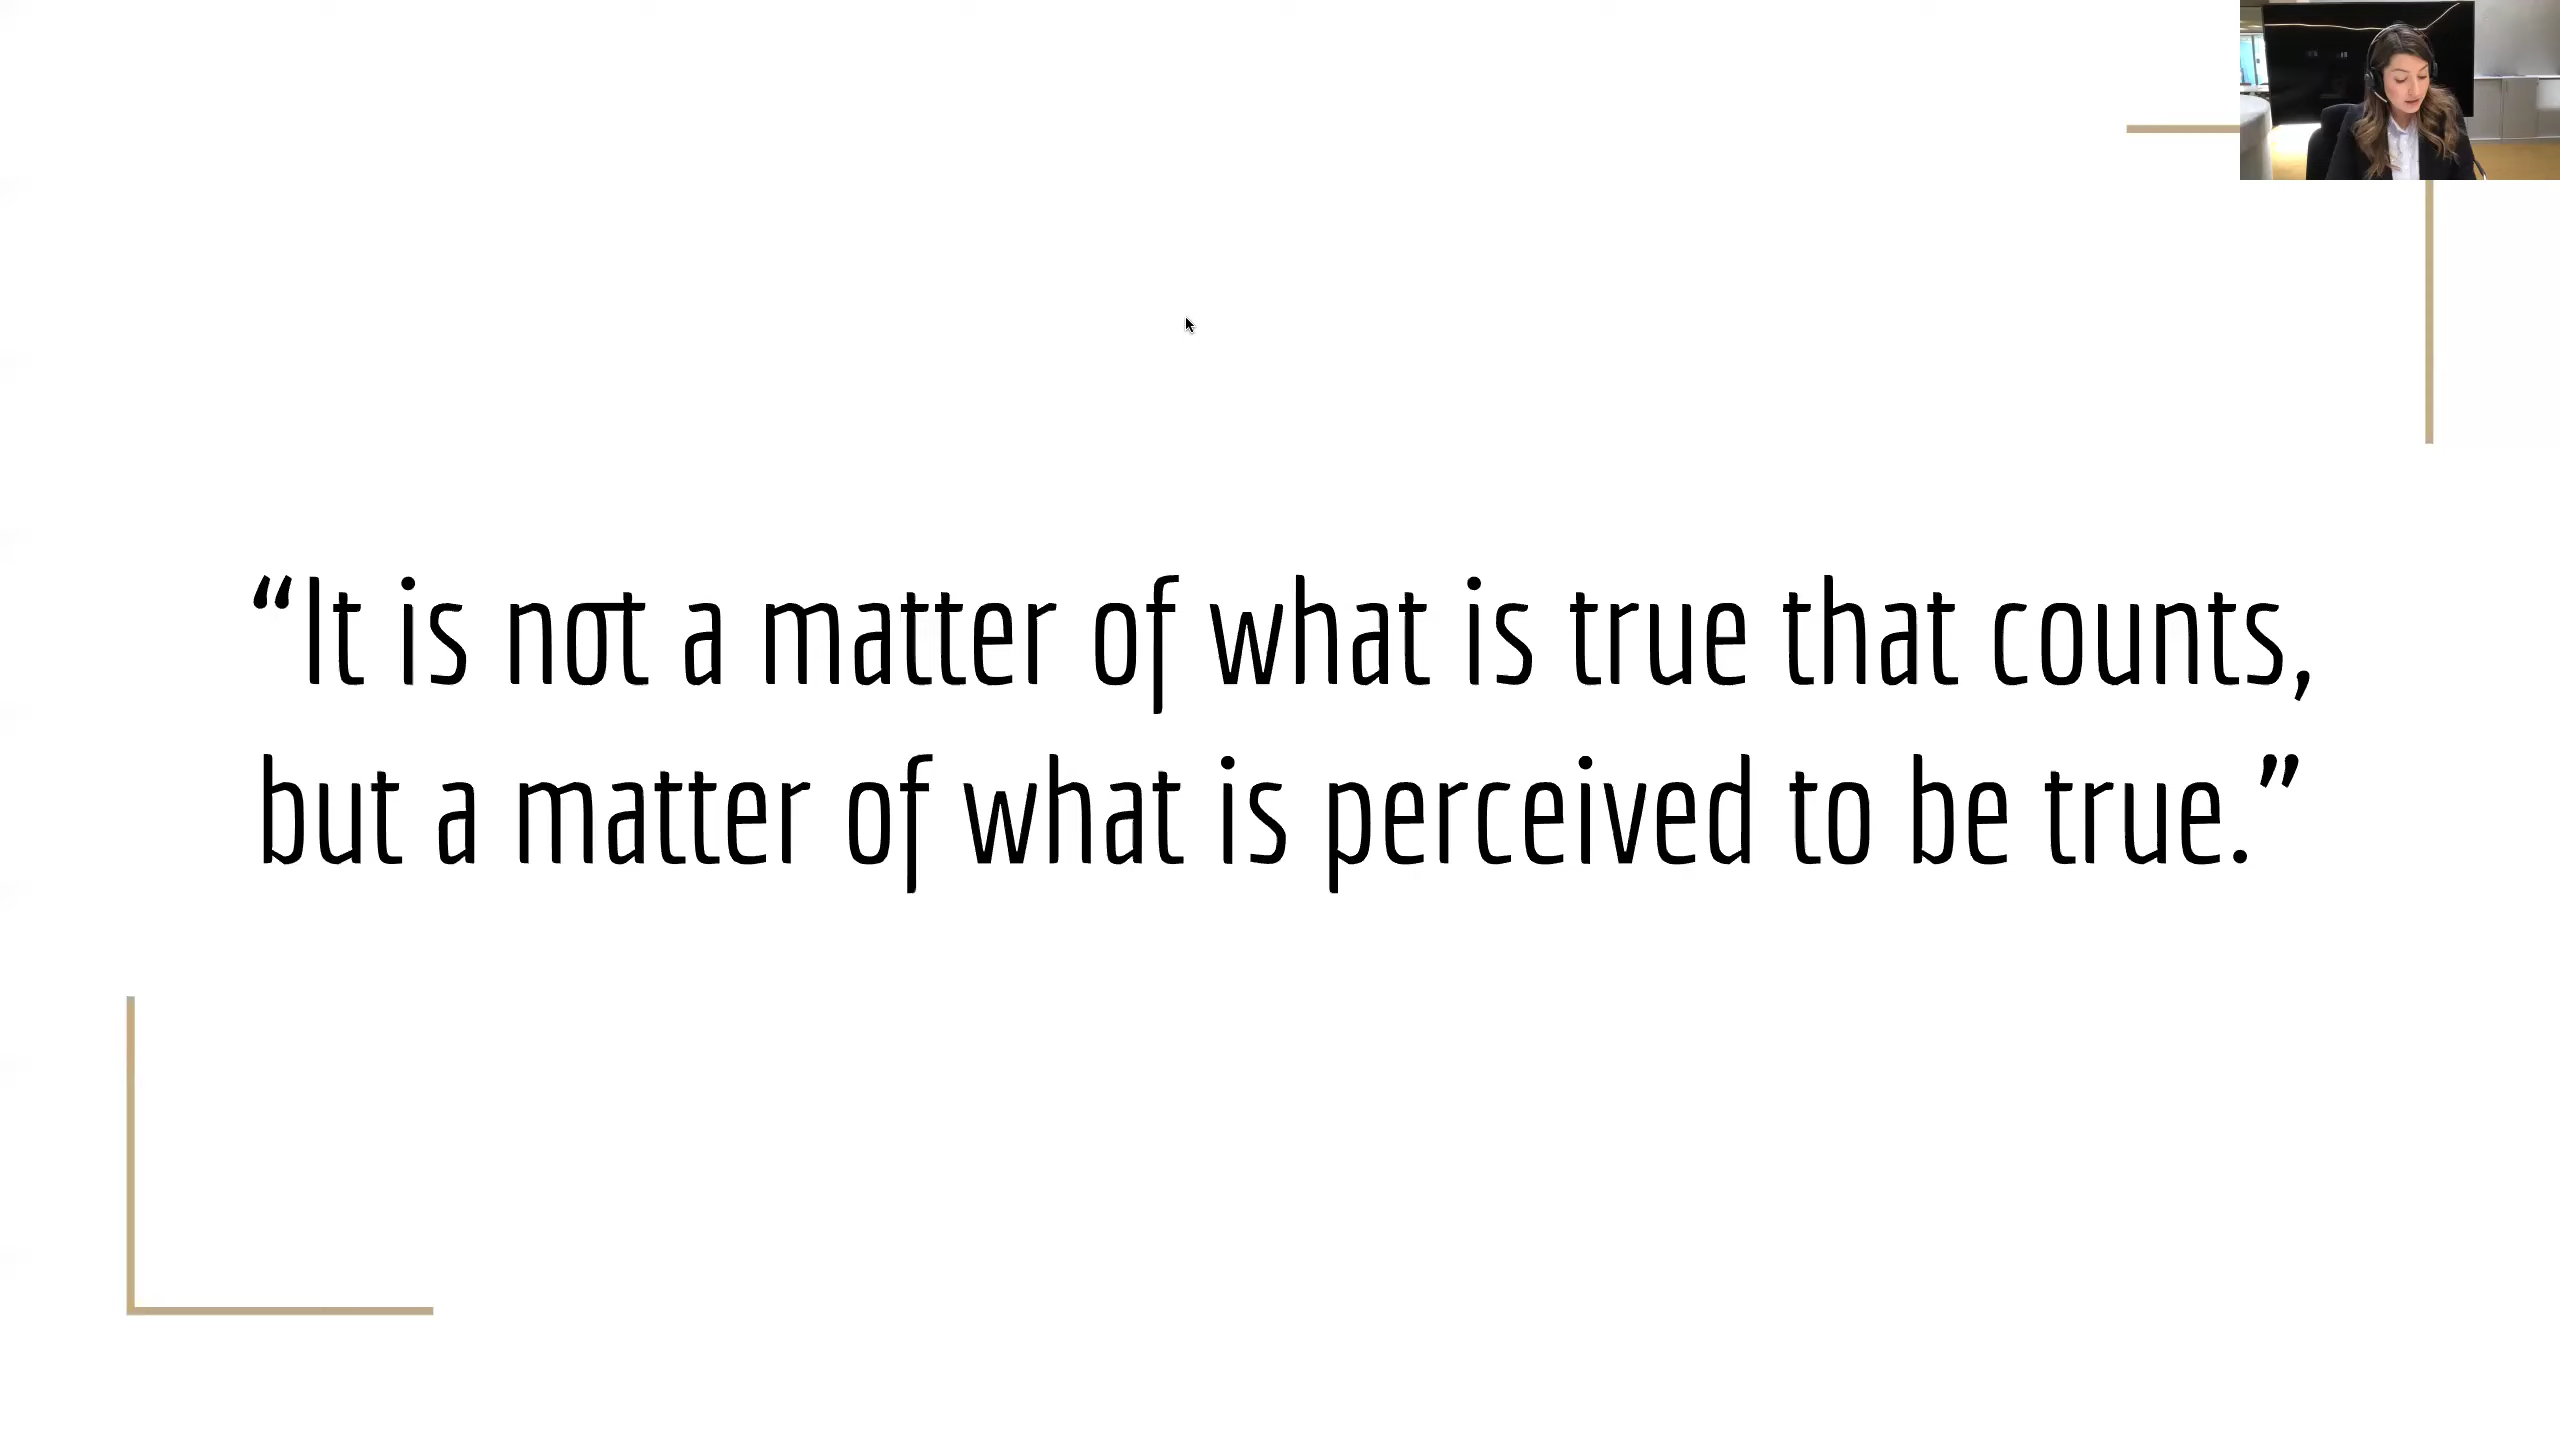 “It is not a matter of what is true that counts,
but a matter of what is perceived to be true.”